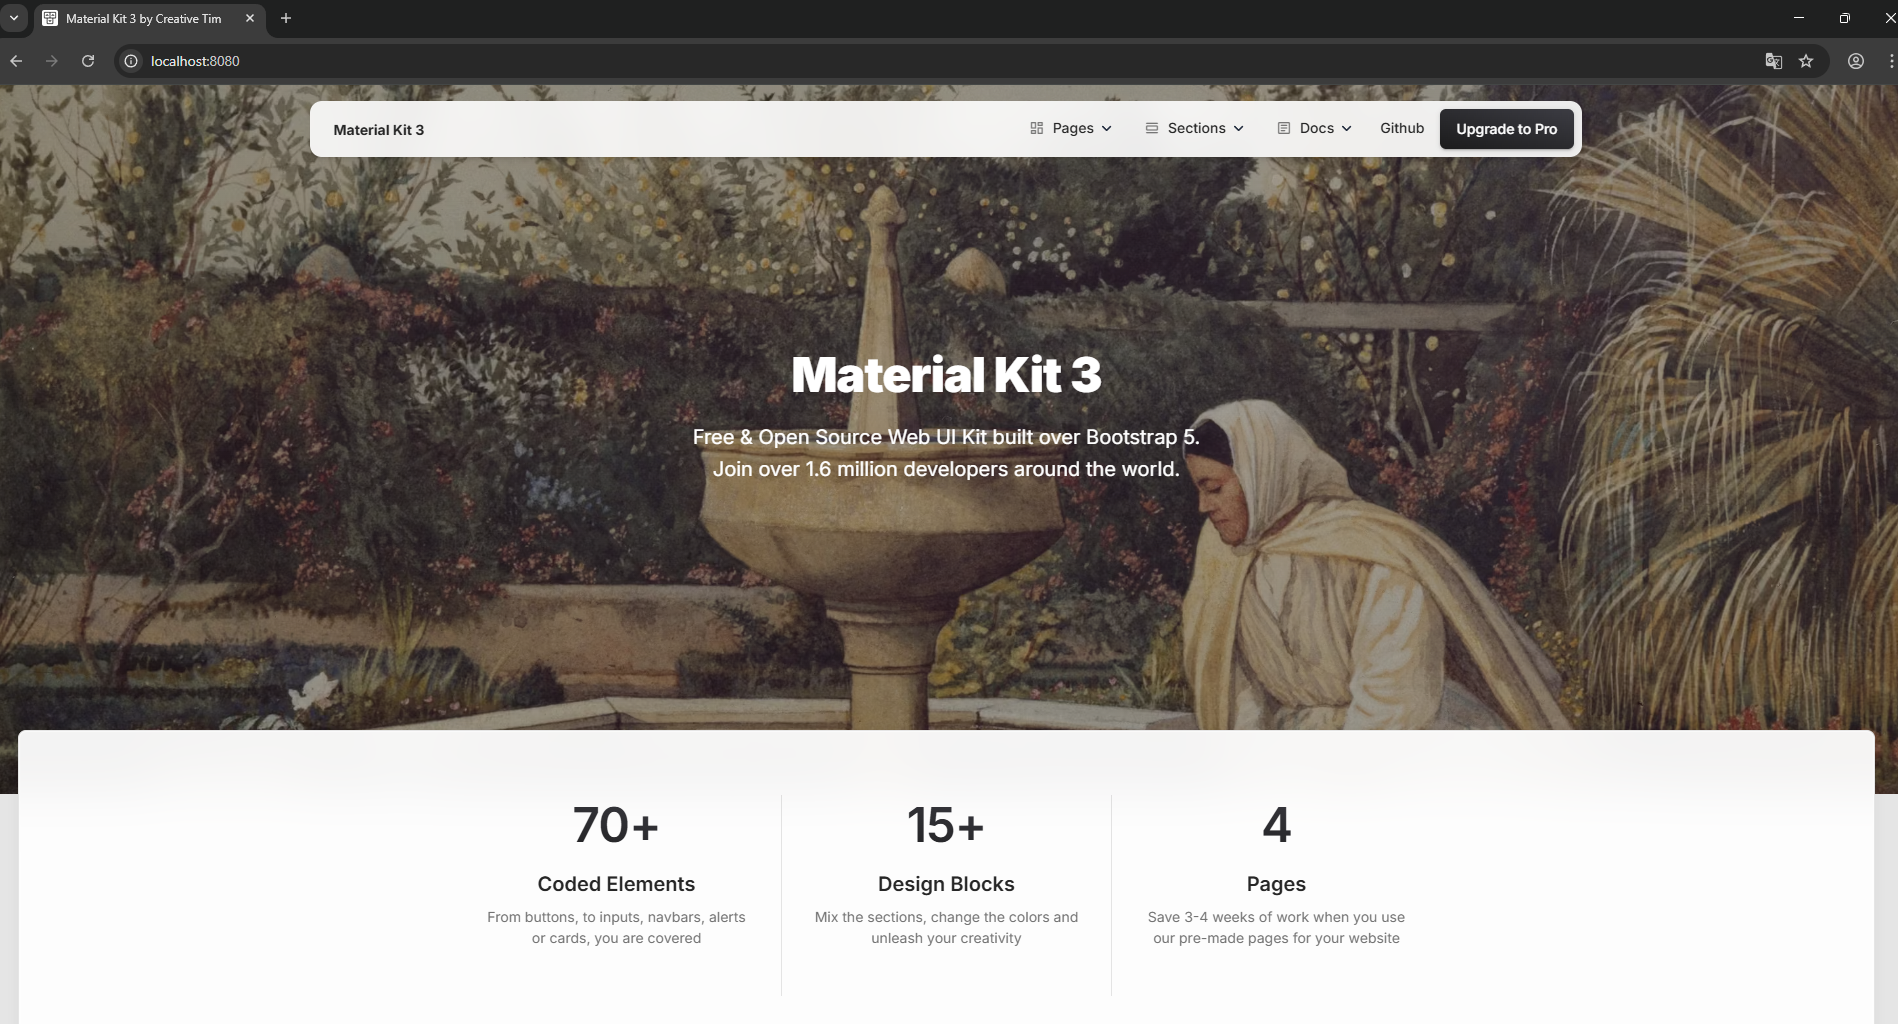 Material Kit 3 by Creative Tim
localhost:8080
Material Kit 3
Pages
Sections
Docs
Github
Upgrade to Pro
Material Kit 3
Free & Open Source Web UI Kit built over Bootstrap 5.
Join over 1.6 million developers around the world.
70+
Coded Elements
From buttons, to inputs, navbars, alerts
or cards, you are covered
15+
Design Blocks
Mix the sections, change the colors and
unleash your creativity
4
Pages
Save 3-4 weeks of work when you use
our pre-made pages for your website